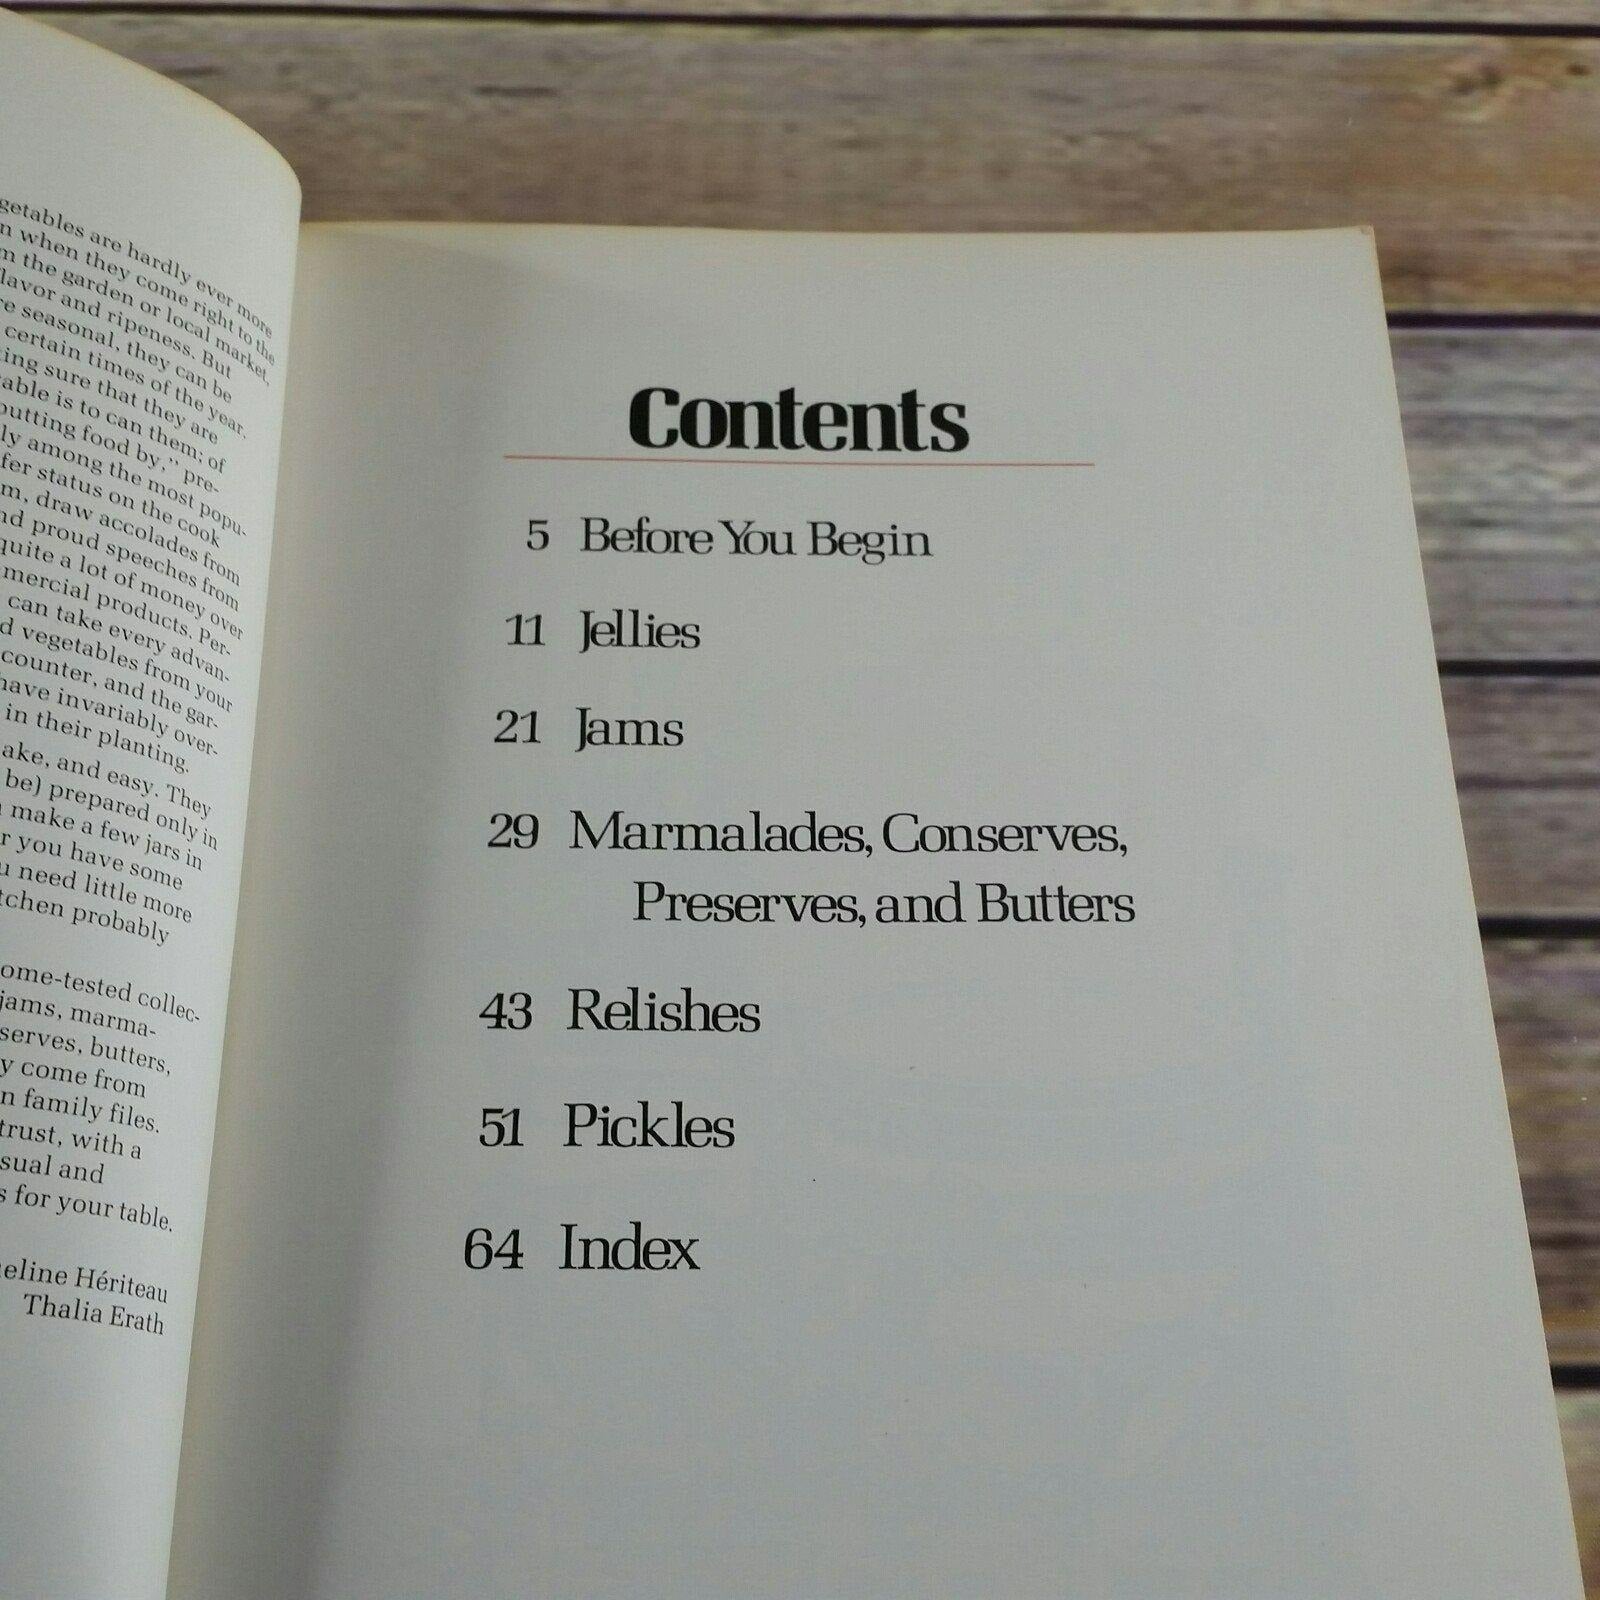 getables are hardly ever more
n when they come right to the
m the garden or local market,
lavor and ripeness. But
re seasonal, they can be
certain times of the year.
ing sure that they are
able is to can them; of
putting food by,” pre-
ly among the most popu-
fer status on the cook
m, draw accolades from
nd proud speeches from
quite a lot of money over
mercial products. Per-
can take every advan-
d vegetables from your
counter, and the gar-
have invariably over-
in their planting.
ake, and easy. They
be) prepared only in
make a few jars in
r you have some
u need little more
tchen probably
ome-tested collec-
jams, marma-
serves, butters,
y come from
n family files.
trust, with a
sual and
s for your table.
eline Hériteau
Thalia Erath
Contents
5 Before You Begin
11 Jellies
21 Jams
29 Marmalades, Conserves,
Preserves, and Butters
43 Relishes
51 Pickles
64 Index